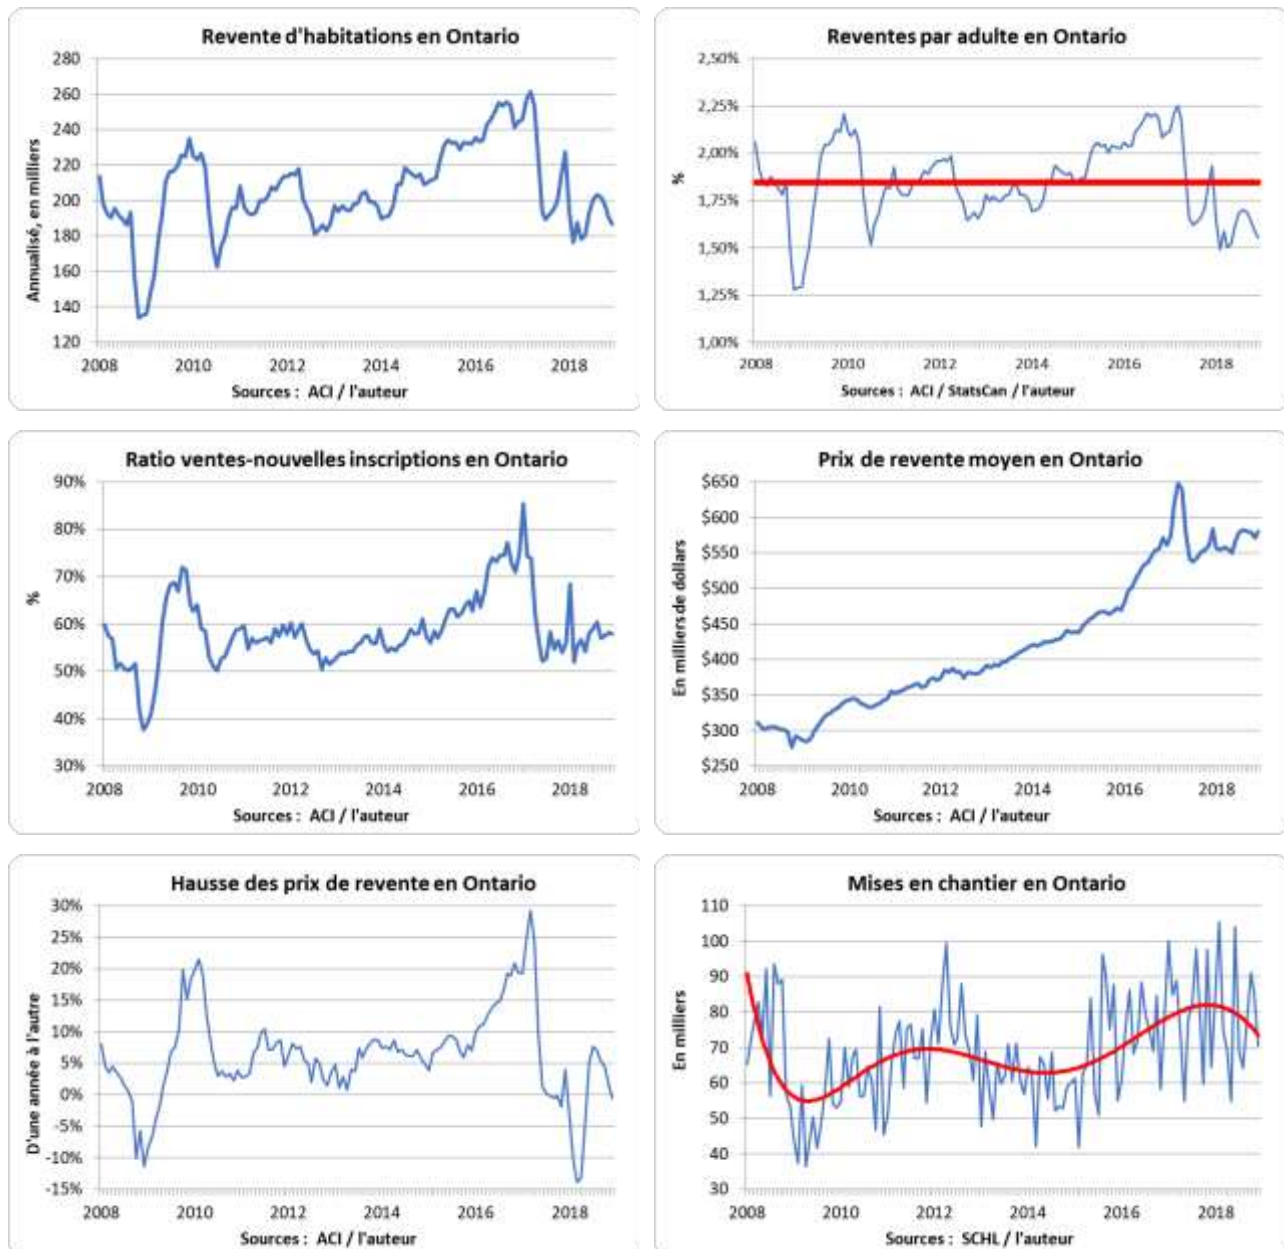 Revente d'habitations en Ontario
Annualisé, en milliers
280
260
240
220
200
180
160
140
120
2008 2010 2012 2014 2016 2018
Sources : ACI / l'auteur
Reventes par adulte en Ontario
%
2,50%
2,25%
2,00%
1,75%
1,50%
1,25%
1,00%
2008 2010 2012 2014 2016 2018
Sources : ACI / StatsCan / l'auteur
Ratio ventes-nouvelles inscriptions en Ontario
%
90%
80%
70%
60%
50%
40%
30%
2008 2010 2012 2014 2016 2018
Sources : ACI / l'auteur
Prix de revente moyen en Ontario
En milliers de dollars
$650
$600
$550
$500
$450
$400
$350
$300
$250
2008 2010 2012 2014 2016 2018
Sources : ACI / l'auteur
Hausse des prix de revente en Ontario
D'une année à l'autre
30%
25%
20%
15%
10%
5%
0%
-5%
-10%
-15%
2008 2010 2012 2014 2016 2018
Sources : ACI / l'auteur
Mises en chantier en Ontario
En milliers
110
100
90
80
70
60
50
40
30
2008 2010 2012 2014 2016 2018
Sources : SCHL / l'auteur